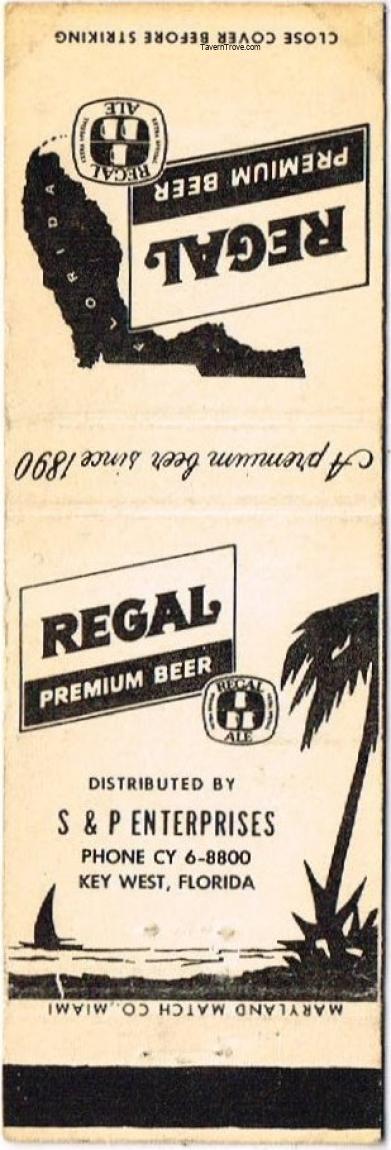 CLOSE COVER BEFORE STRIKING
TavernTrove.com
REGAL
ALE
PREMIUM BEER
REGAL
FLORIDA
A premium beer since 1890
REGAL
PREMIUM BEER
REGAL
ALE
DISTRIBUTED BY
S & P ENTERPRISES
PHONE CY 6-8800
KEY WEST, FLORIDA
MARYLAND MATCH CO., MIAMI